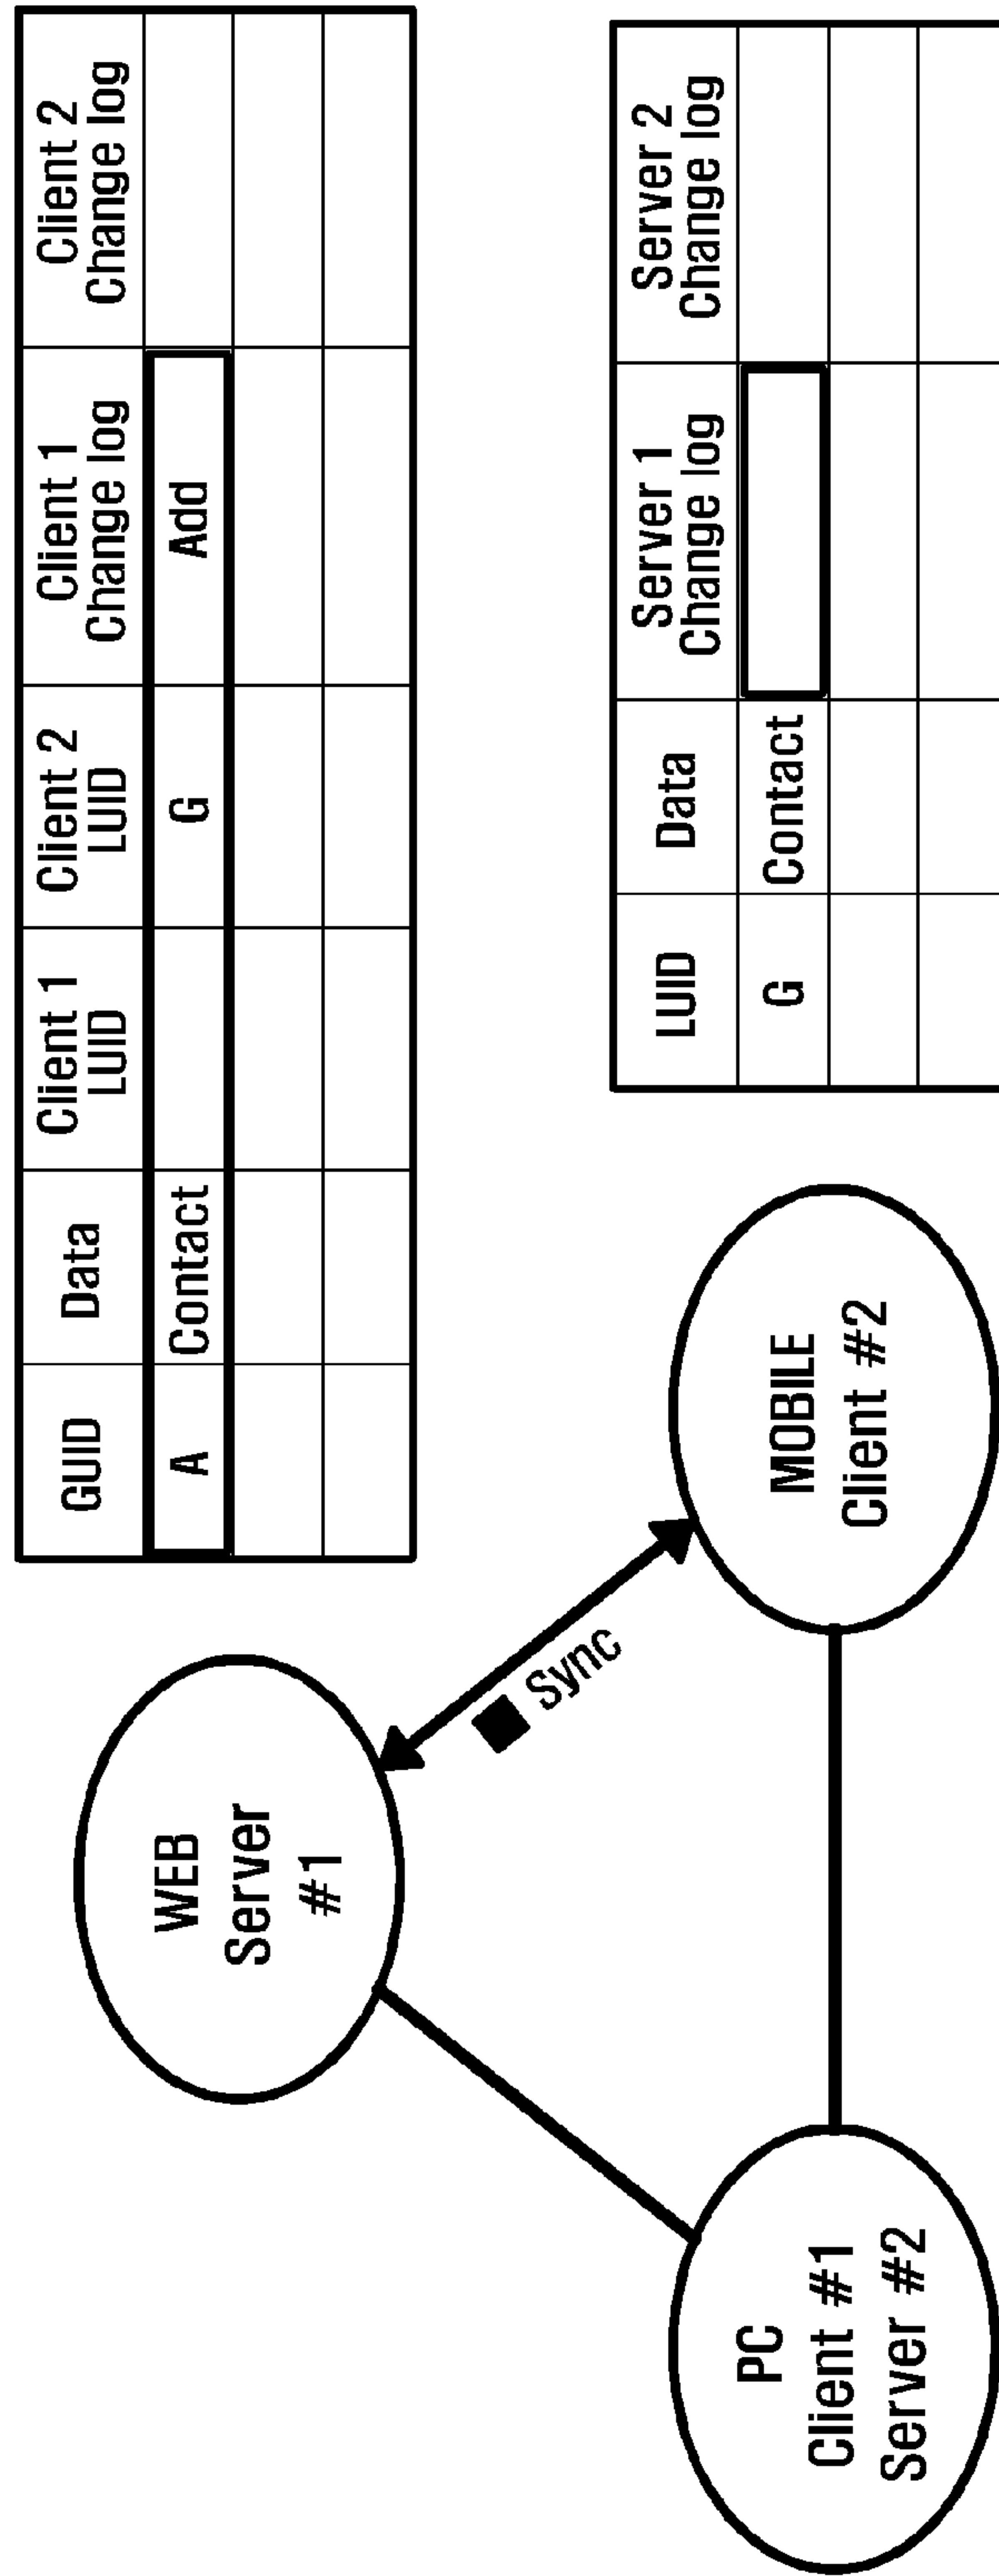 WEB
Server
#1
Sync
PC
Client #1
Server #2
MOBILE
Client #2
GUID Data Client 1 LUID Client 2 LUID Client 1 Change log Client 2 Change log
A Contact G Add
LUID Data Server 1 Change log Server 2 Change log
G Contact